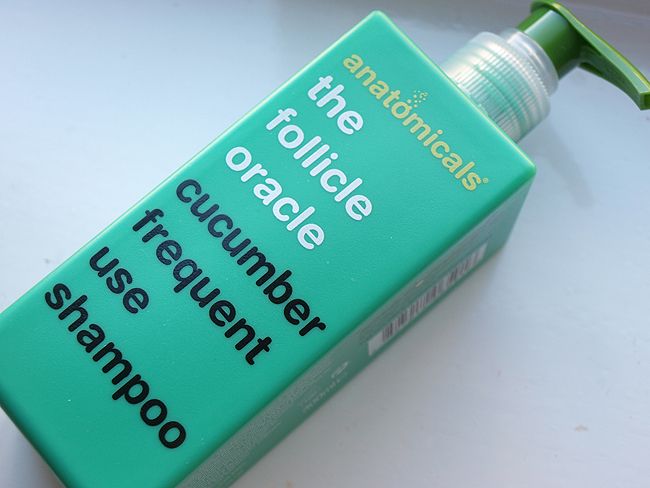 anatomicals
the
follicle
oracle
cucumber
frequent
use
shampoo